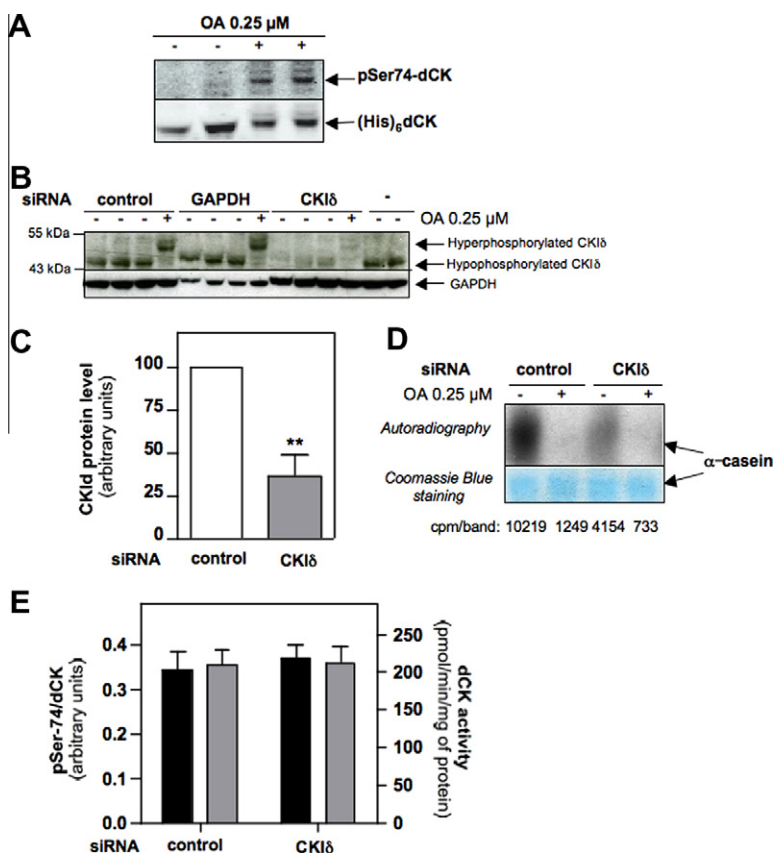 A
OA 0.25 µM
- - + +
pSer74-dCK
(His)6dCK
B
siRNA control GAPDH CKIδ -
- - - + - - - + - - - + - - OA 0.25 µM
55 kDa
Hyperphosphorylated CKIδ
43 kDa
Hypophosphorylated CKIδ
GAPDH
C
CKId protein level
(arbitrary units)
100
75
50
25
0
**
siRNA control CKIδ
D
siRNA control CKIδ
OA 0.25 µM - + - +
Autoradiography
α-casein
Coomassie Blue
staining
cpm/band: 10219 1249 4154 733
E
pSer-74/dCK
(arbitrary units)
0.4
0.3
0.2
0.1
0.0
250
200
150
100
50
0
dCK activity
(pmol/min/mg of protein)
siRNA control CKIδ